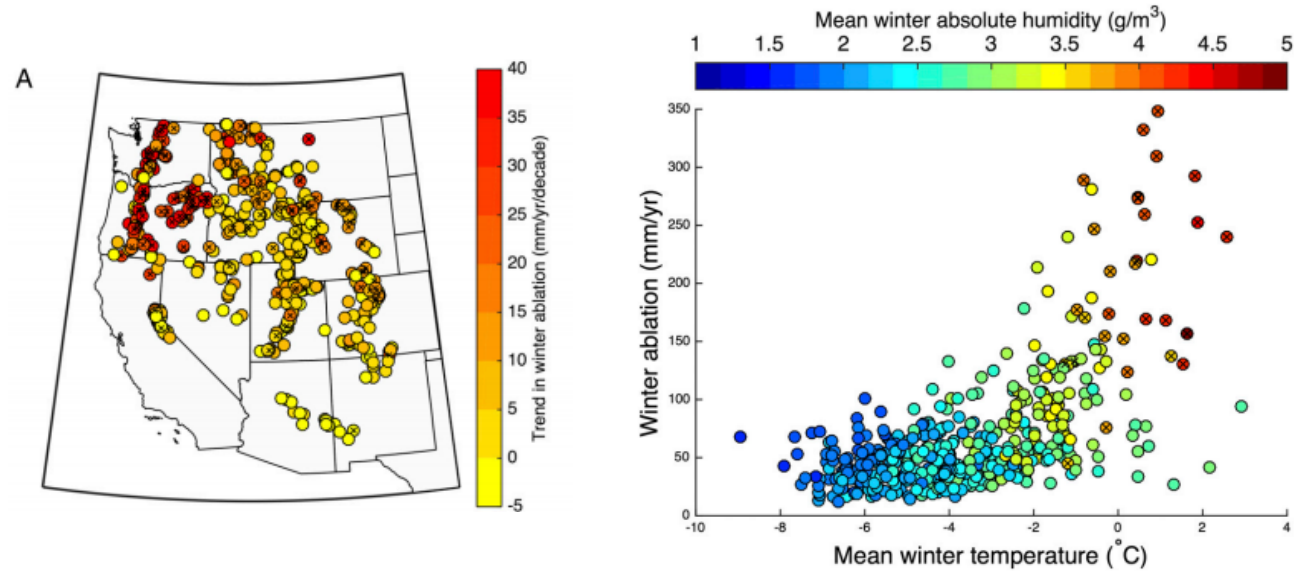 A
40
35
30
25
20
15
10
5
0
-5
Trend in winter ablation (mm/yr/decade)
Mean winter absolute humidity (g/m3)
1 1.5 2 2.5 3 3.5 4 4.5 5
350
300
250
200
150
100
50
0
Winter ablation (mm/yr)
-10 -8 -6 -4 -2 0 2 4
Mean winter temperature (°C)